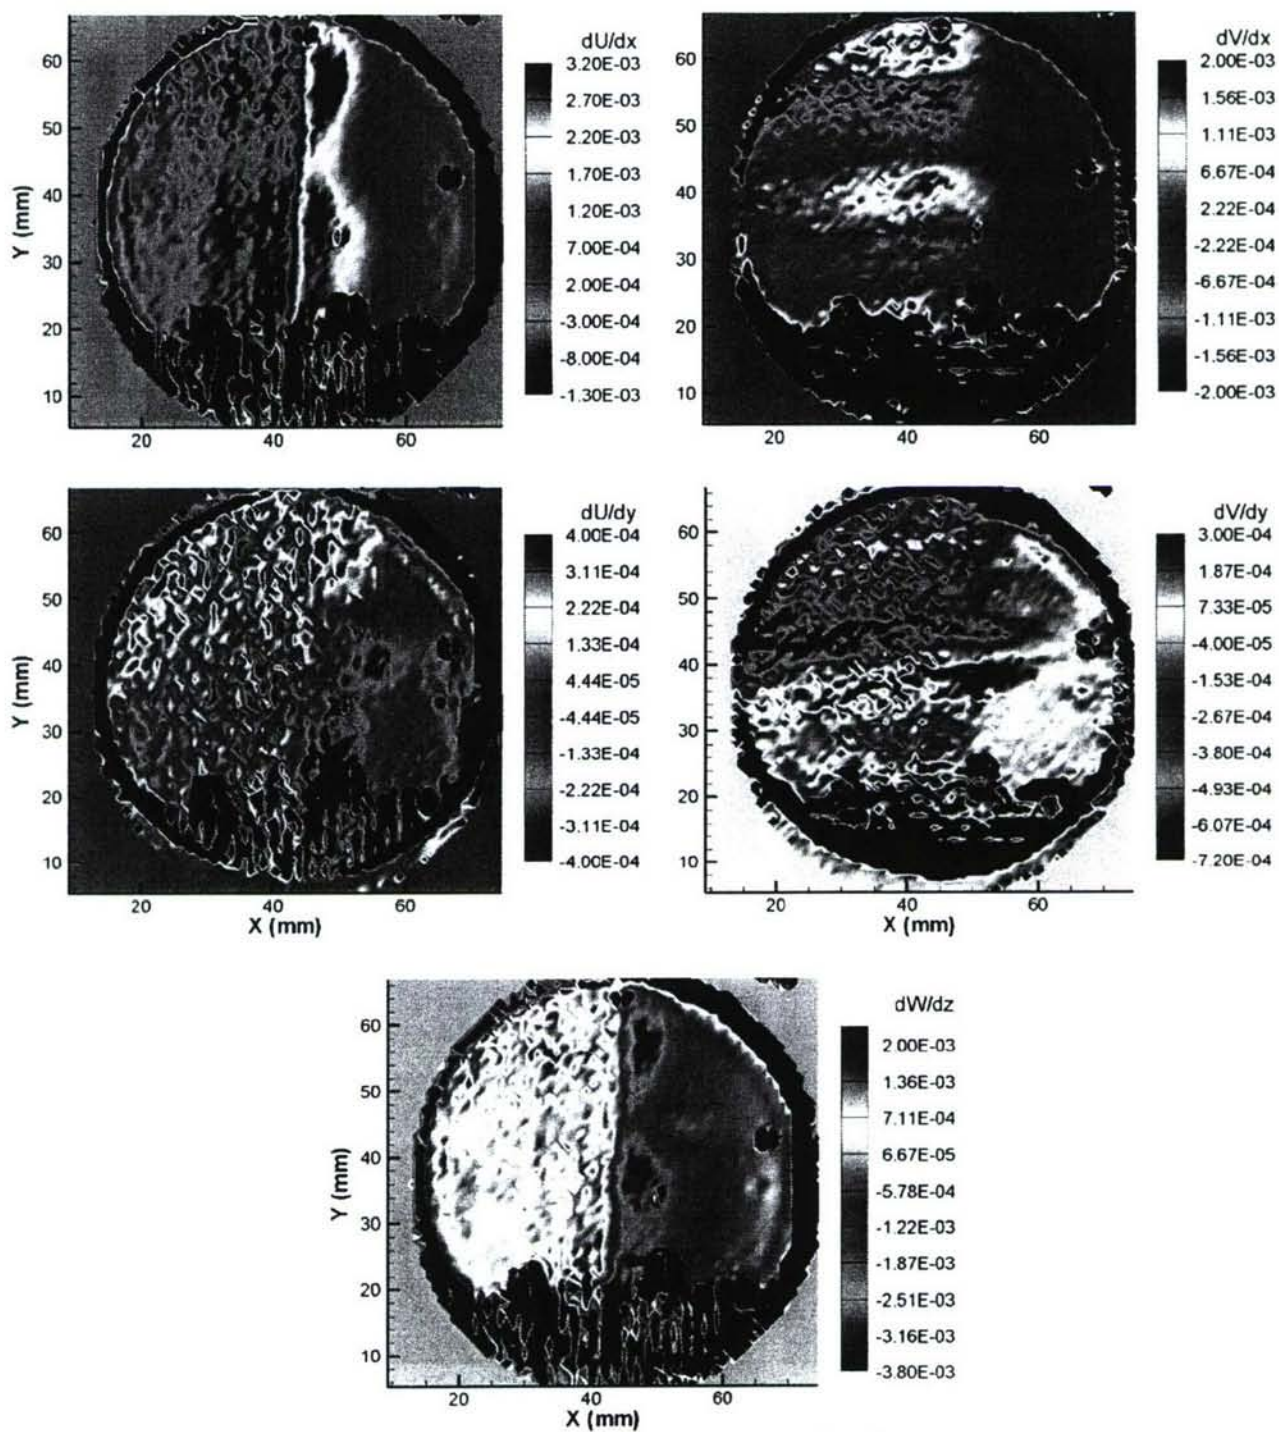 dU/dx
3.20E-03
2.70E-03
2.20E-03
1.70E-03
1.20E-03
7.00E-04
2.00E-04
-3.00E-04
-8.00E-04
-1.30E-03
60
50
40
30
20
10
Y (mm)
20 40 60
dV/dx
2.00E-03
1.56E-03
1.11E-03
6.67E-04
2.22E-04
-2.22E-04
-6.67E-04
-1.11E-03
-1.56E-03
-2.00E-03
60
50
40
30
20
10
20 40 60
dU/dy
4.00E-04
3.11E-04
2.22E-04
1.33E-04
4.44E-05
-4.44E-05
-1.33E-04
-2.22E-04
-3.11E-04
-4.00E-04
60
50
40
30
20
10
Y (mm)
20 40 60
X (mm)
dV/dy
3.00E-04
1.87E-04
7.33E-05
-4.00E-05
-1.53E-04
-2.67E-04
-3.80E-04
-4.93E-04
-6.07E-04
-7.20E-04
60
50
40
30
20
10
20 40 60
X (mm)
dW/dz
2.00E-03
1.36E-03
7.11E-04
6.67E-05
-5.78E-04
-1.22E-03
-1.87E-03
-2.51E-03
-3.16E-03
-3.80E-03
60
50
40
30
20
10
Y (mm)
20 40 60
X (mm)